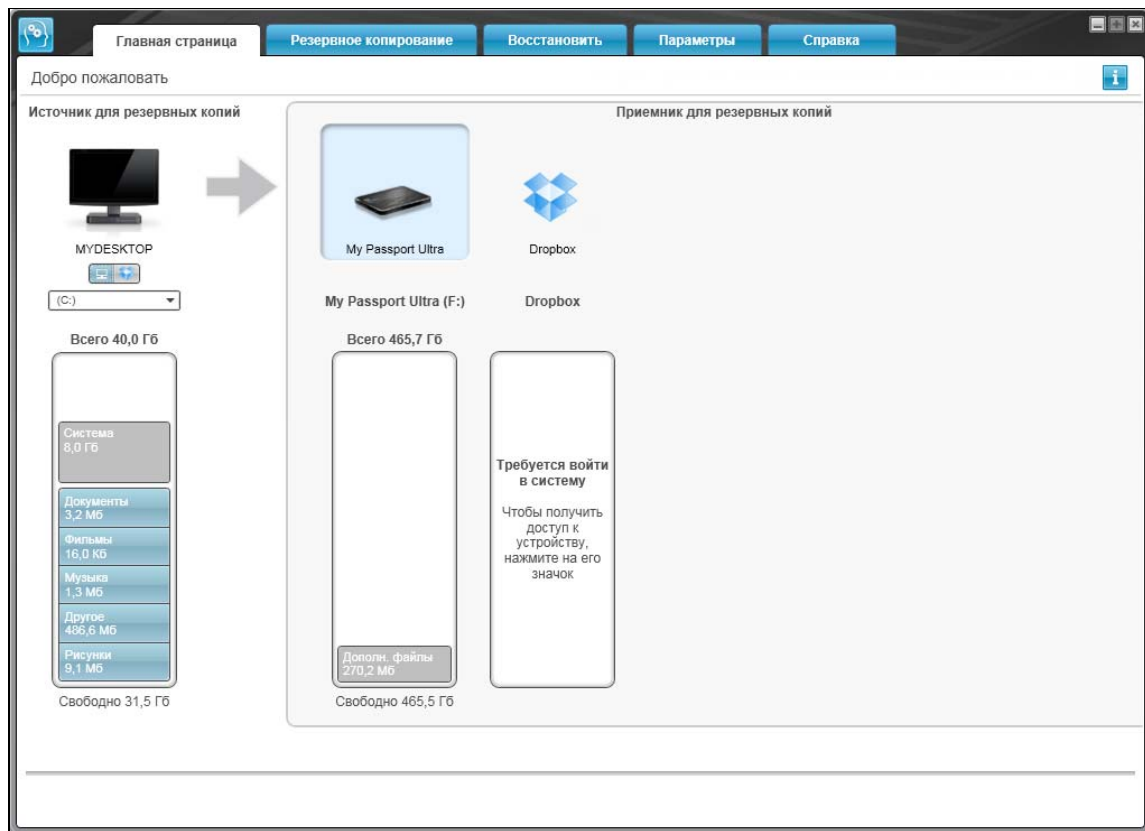 Главная страница
Резервное копирование
Восстановить
Параметры
Справка
Добро пожаловать
i
Источник для резервных копий
Приемник для резервных копий
MYDESKTOP
My Passport Ultra
Dropbox
(C:)
My Passport Ultra (F:)
Dropbox
Всего 40,0 Гб
Всего 465,7 Гб
Система
8,0 Гб
Документы
3,2 Мб
Фильмы
16,0 Кб
Музыка
1,3 Мб
Другое
486,6 Мб
Рисунки
9,1 Мб
Свободно 31,5 Гб
Дополн. файлы
270,2 Мб
Свободно 465,5 Гб
Требуется войти
в систему
Чтобы получить
доступ к
устройству,
нажмите на его
значок